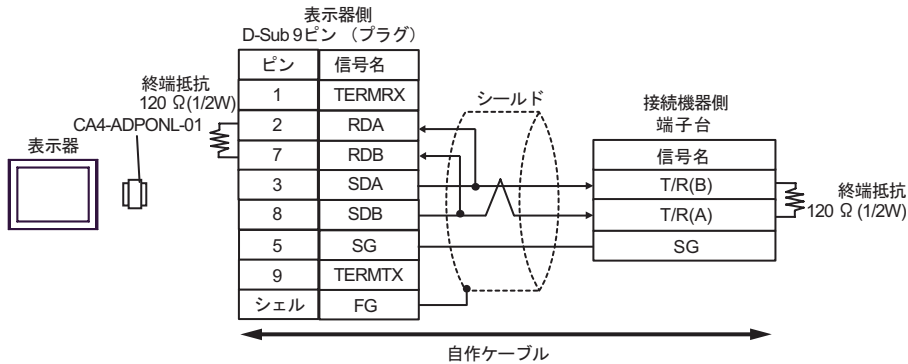 表示器側
D-Sub 9ピン （プラグ）
ピン 信号名
1 TERMRX
2 RDA
7 RDB
3 SDA
8 SDB
5 SG
9 TERMTX
シェル FG
終端抵抗
120 Ω(1/2W)
CA4-ADPONL-01
表示器
シールド
接続機器側
端子台
信号名
T/R(B)
T/R(A)
SG
終端抵抗
120 Ω (1/2W)
自作ケーブル